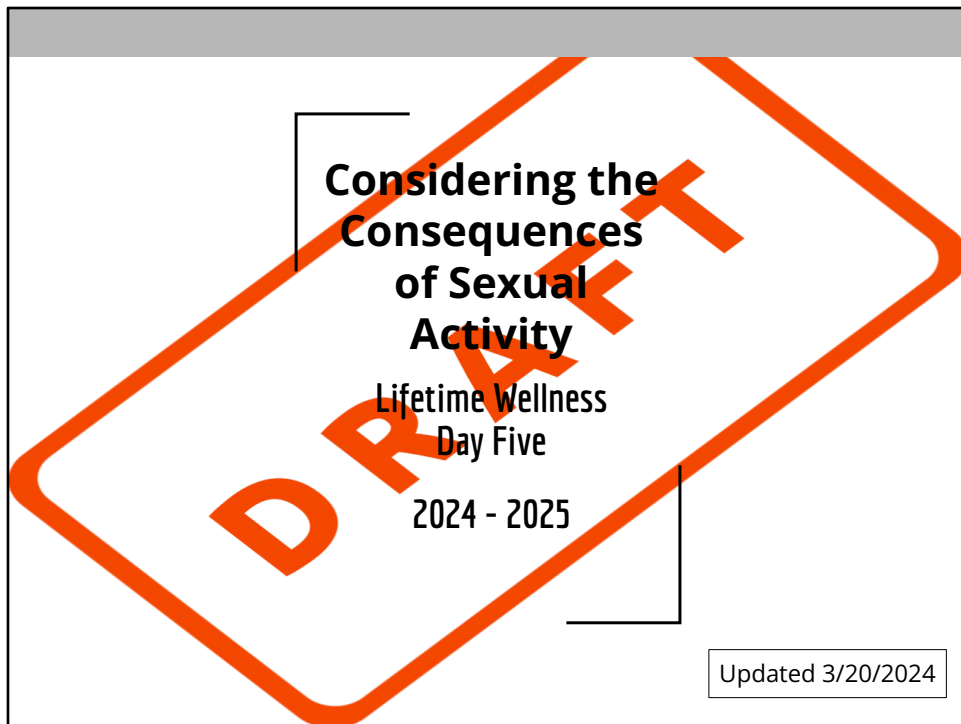 Considering the
Consequences
of Sexual
Activity
Lifetime Wellness
Day Five
2024 - 2025
DRAFT
Updated 3/20/2024